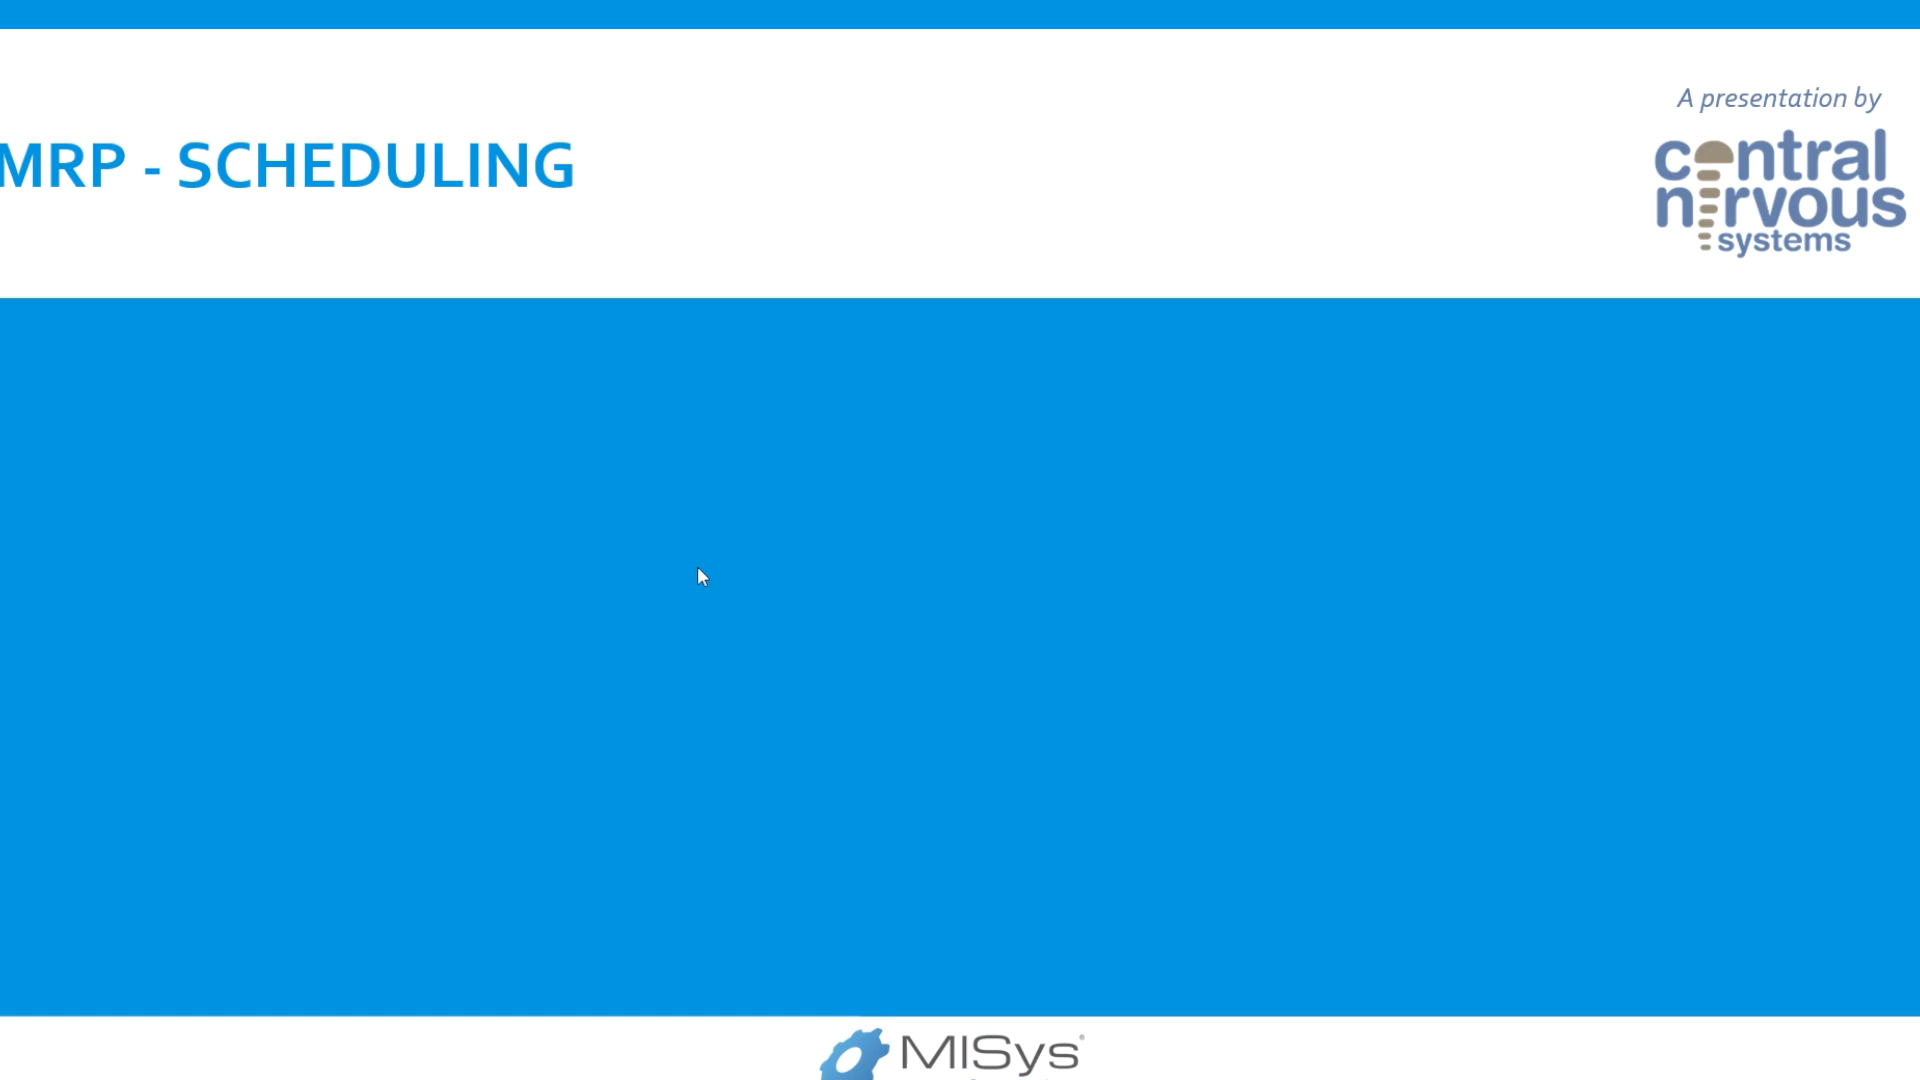 A presentation by
MRP - SCHEDULING
central
nervous
systems
MISys®